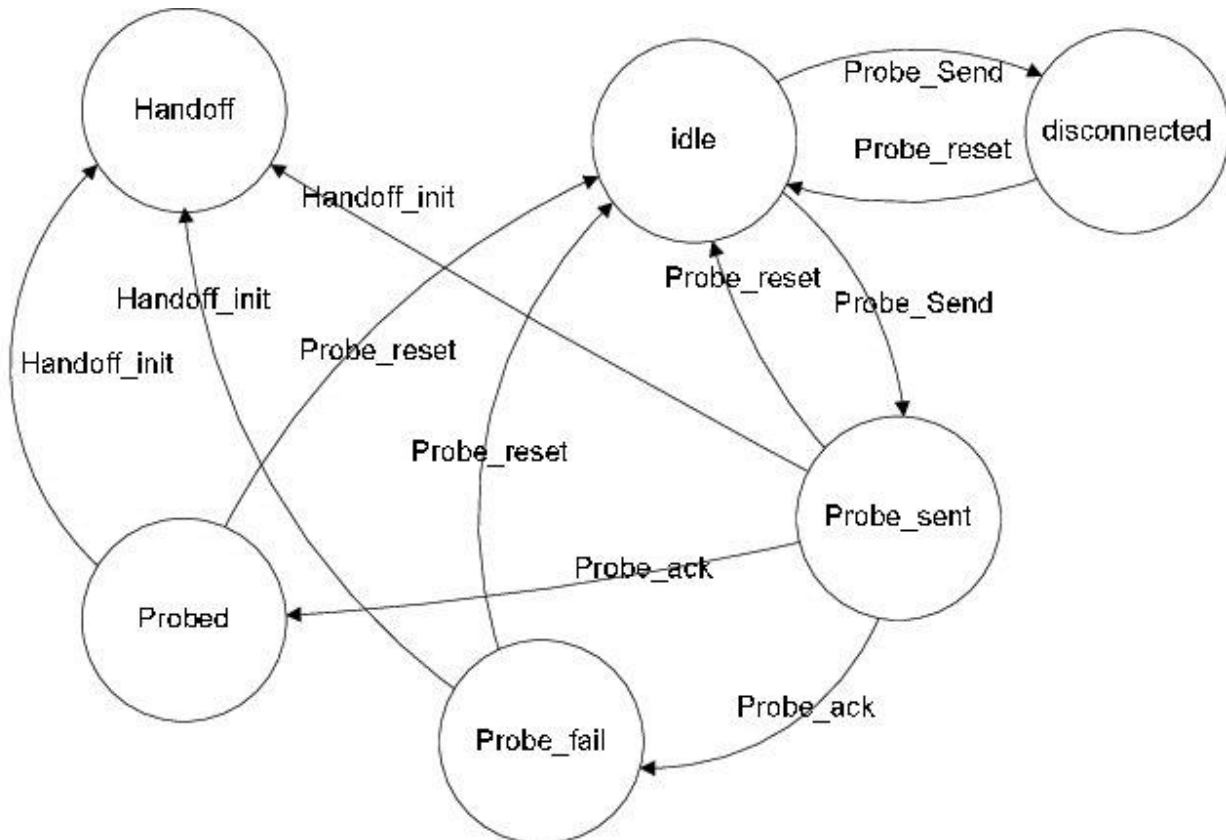 Handoff
idle
Probe_Send
disconnected
Probe_reset
Handoff_init
Probe_reset
Probe_Send
Handoff_init
Probe_reset
Handoff_init
Probe_reset
Probe_sent
Probe_ack
Probed
Probe_ack
Probe_fail